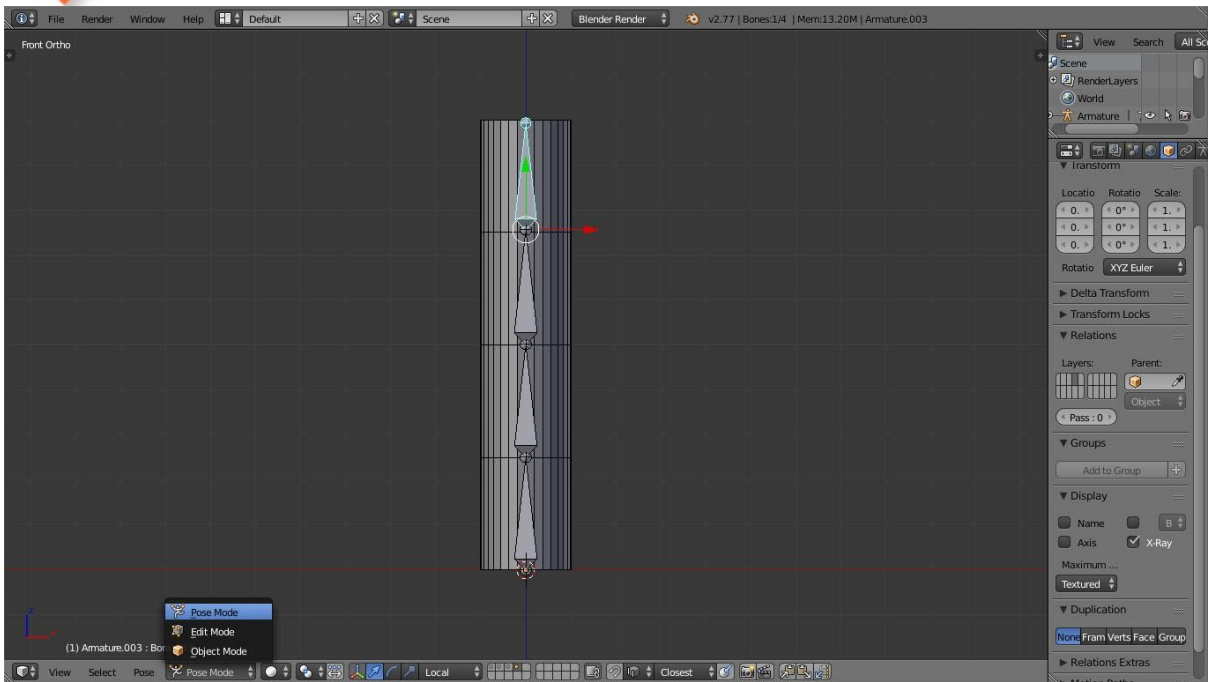 File Render Window Help Default Scene Blender Render v2.77 | Bones:1/4 | Mem:13.20M | Armature.003
Front Ortho
View Search All Sc
Scene
RenderLayers
World
Armature
Transform
Locatio Rotatio Scale:
0. 0° 1.
0. 0° 1.
0. 0° 1.
Rotatio XYZ Euler
Delta Transform
Transform Locks
Relations
Layers: Parent:
Object
Pass : 0
Groups
Add to Group
Display
Name B
Axis X-Ray
Maximum ...
Textured
Duplication
None Fram Verts Face Group
Relations Extras
Motion Paths
z
x
Pose Mode
Edit Mode
Object Mode
(1) Armature.003 : Bo
View Select Pose Pose Mode Local Closest